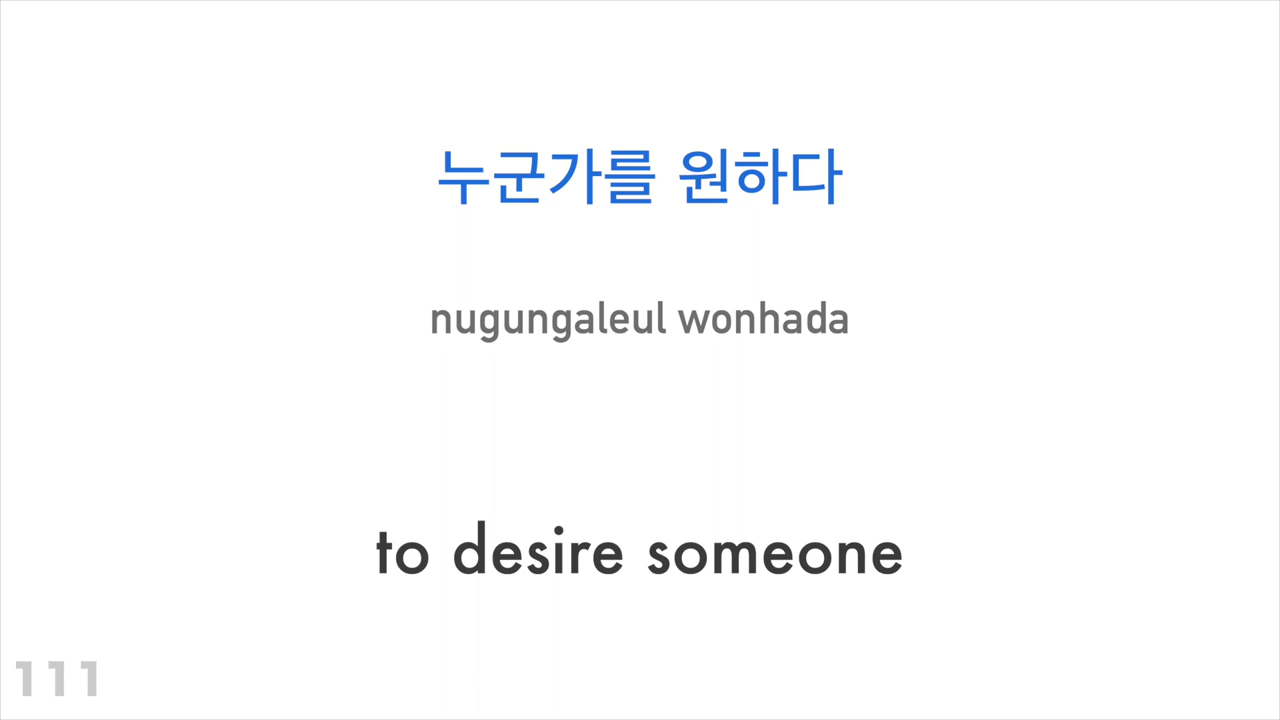 누군가를 원하다
nugungaleul wonhada
to desire someone
111